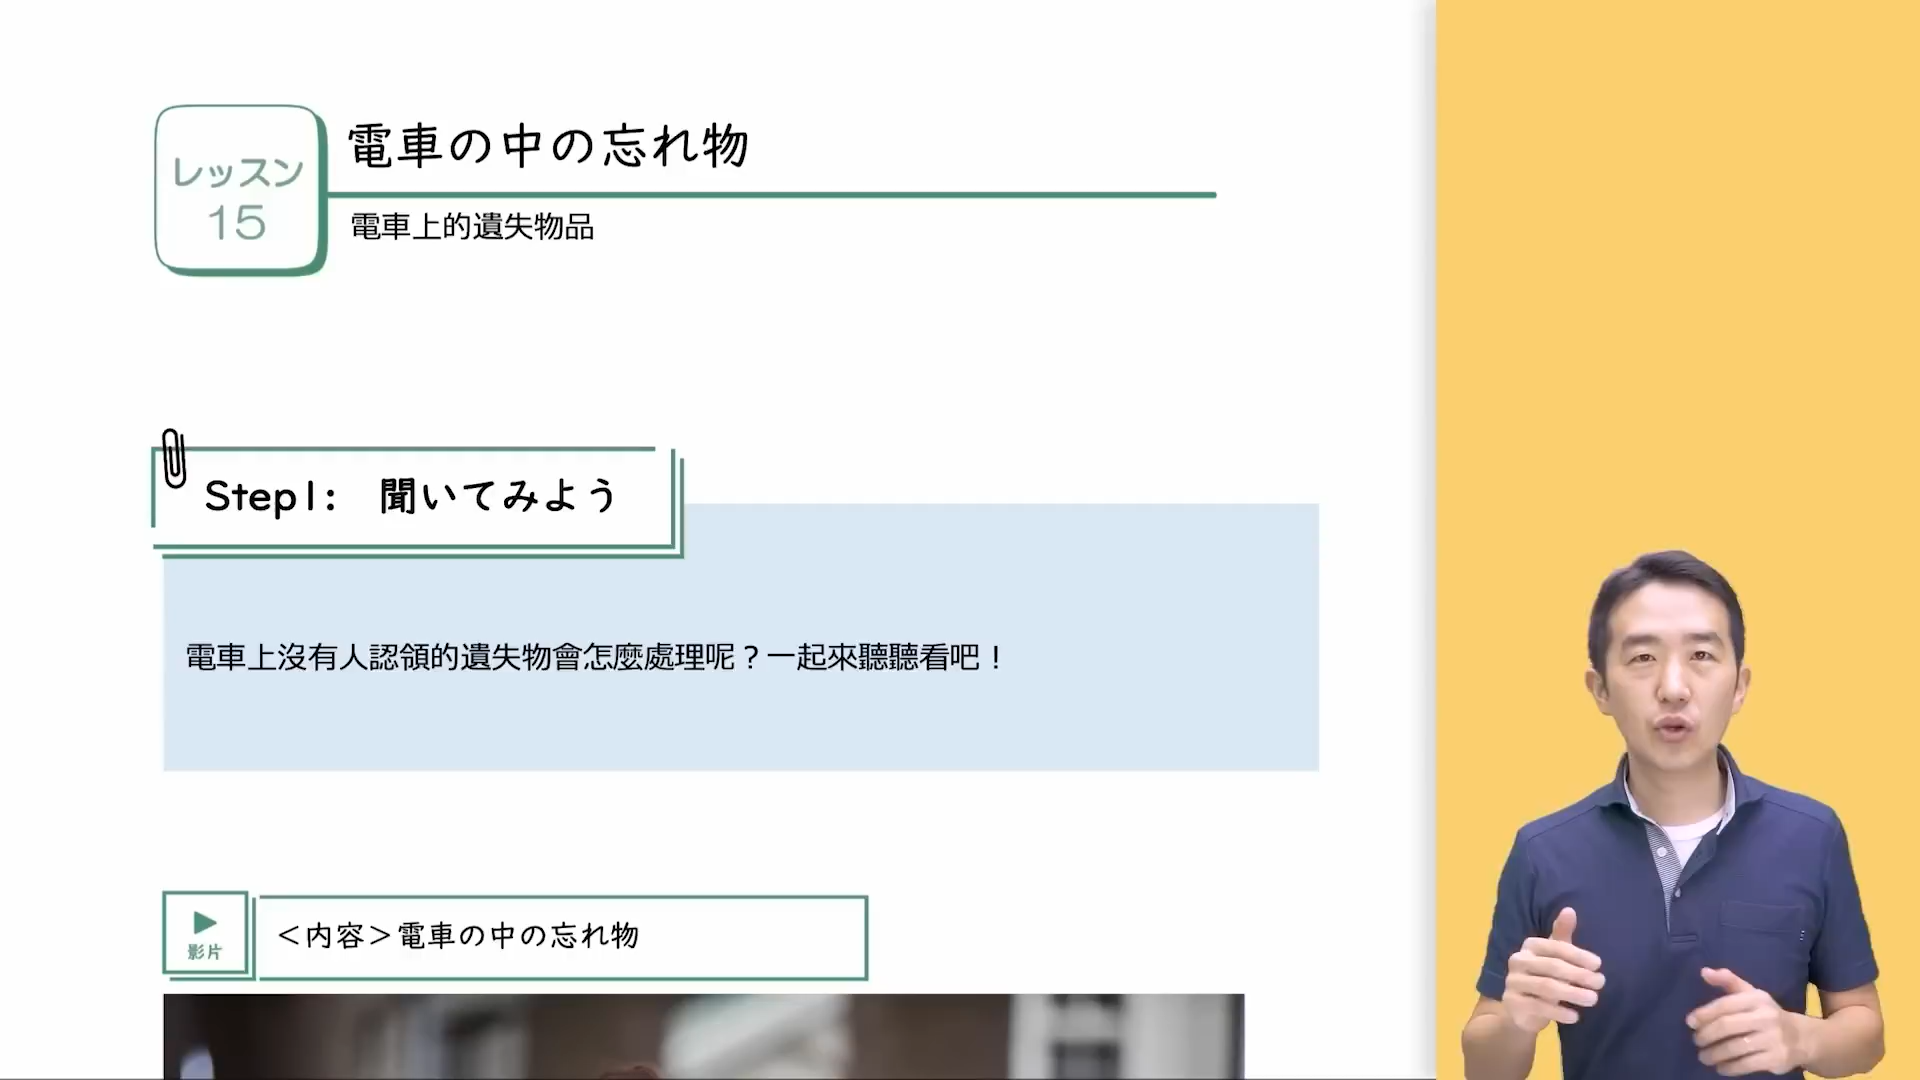 レッスン
15
電車の中の忘れ物
電車上的遺失物品
Step1:　聞いてみよう
電車上沒有人認領的遺失物會怎麼處理呢？一起來聽聽看吧！
影片
＜内容＞電車の中の忘れ物